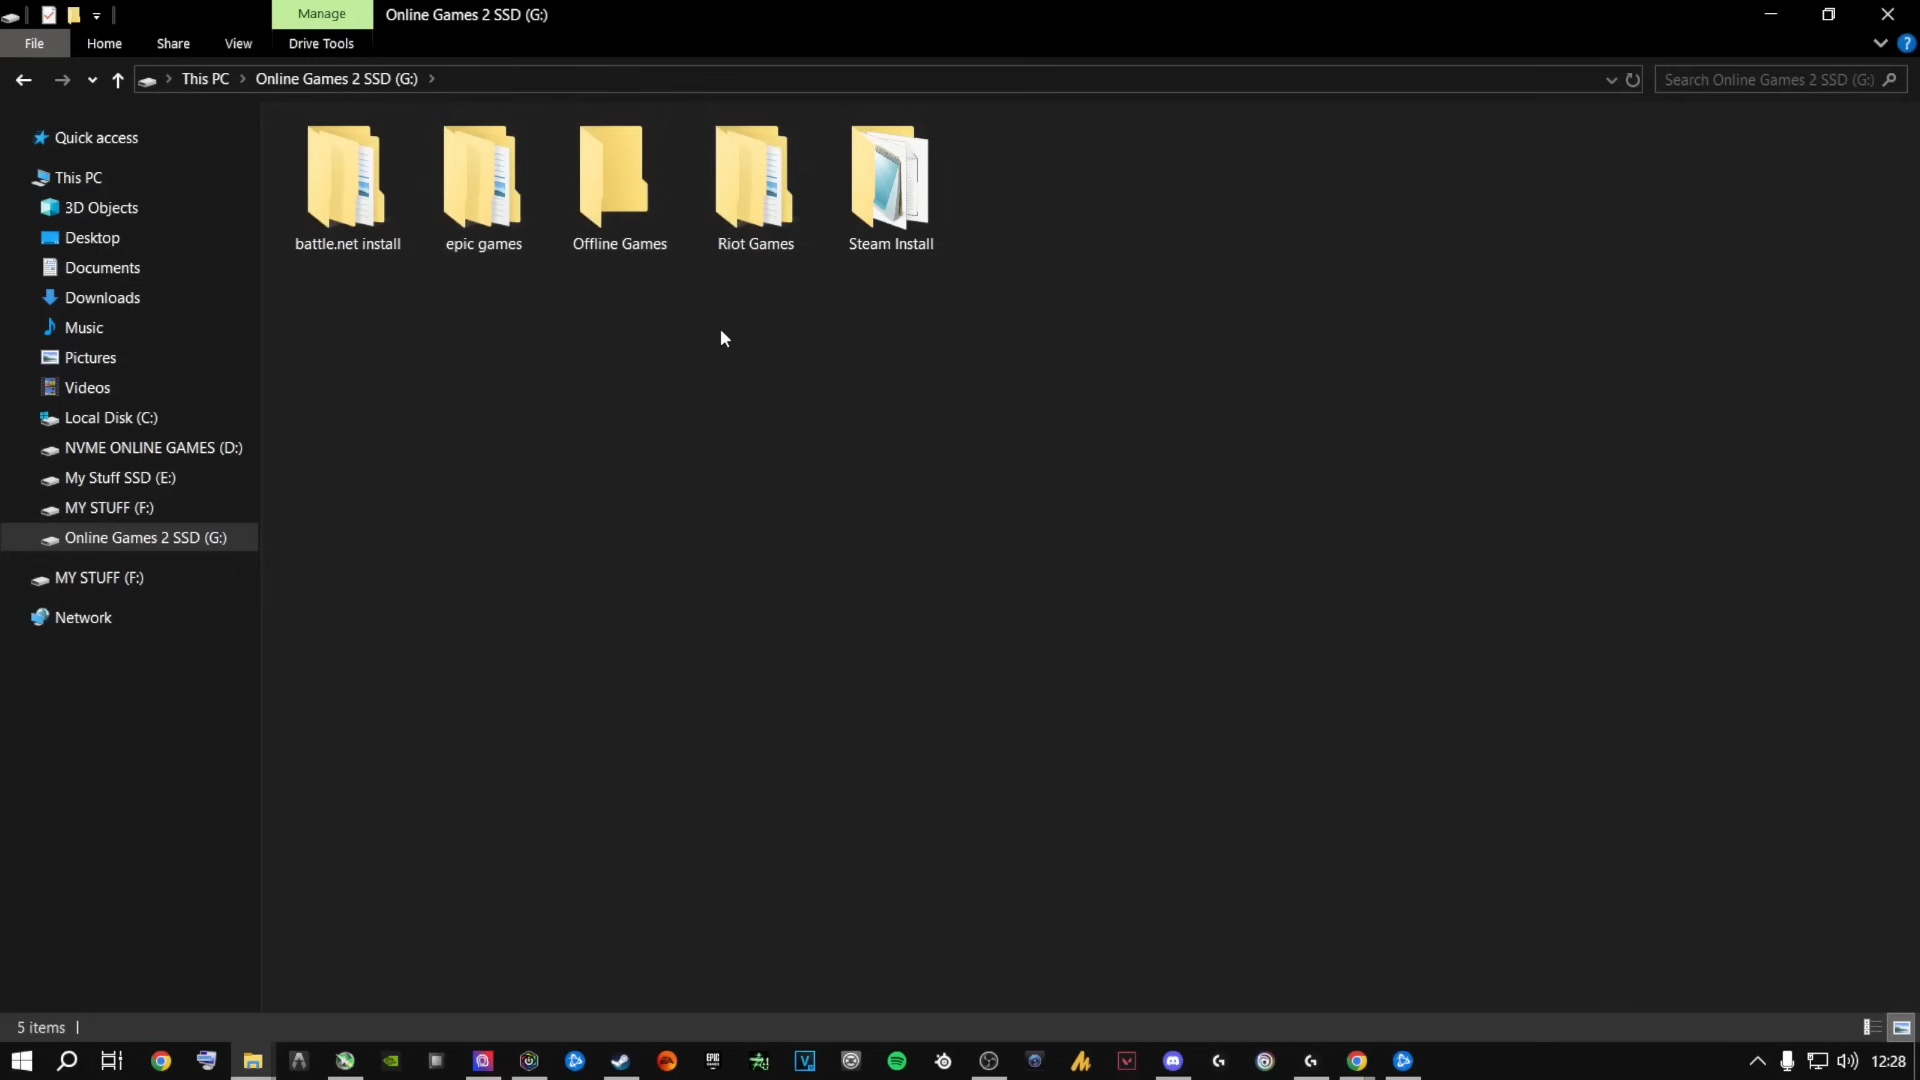 Manage
Online Games 2 SSD (G:)
File
Home
Share
View
Drive Tools
This PC
Online Games 2 SSD (G:)
Search Online Games 2 SSD (G:)
Quick access
This PC
3D Objects
Desktop
Documents
Downloads
Music
Pictures
Videos
Local Disk (C:)
NVME ONLINE GAMES (D:)
My Stuff SSD (E:)
MY STUFF (F:)
Online Games 2 SSD (G:)
MY STUFF (F:)
Network
battle.net install
epic games
Offline Games
Riot Games
Steam Install
5 items
EA
EPIC
GAMES
12:28